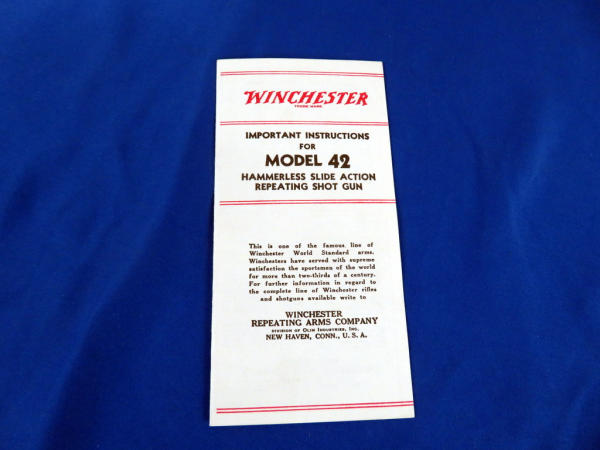 WINCHESTER
TRADE MARK
IMPORTANT INSTRUCTIONS
FOR
MODEL 42
HAMMERLESS SLIDE ACTION
REPEATING SHOT GUN
This is one of the famous line of
Winchester World Standard arms.
Winchesters have served with supreme
satisfaction the sportsmen of the world
for more than two-thirds of a century.
For further information in regard to
the complete line of Winchester rifles
and shotguns available write to
WINCHESTER
REPEATING ARMS COMPANY
DIVISION OF OLIN INDUSTRIES, INC.
NEW HAVEN, CONN., U. S. A.